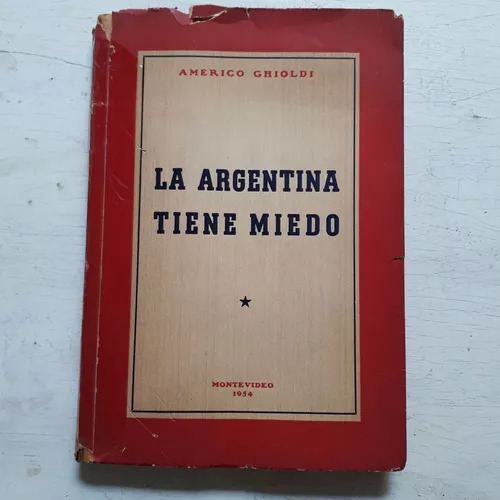 AMERICO GHIOLDI
LA ARGENTINA
TIENE MIEDO
MONTEVIDEO
1954